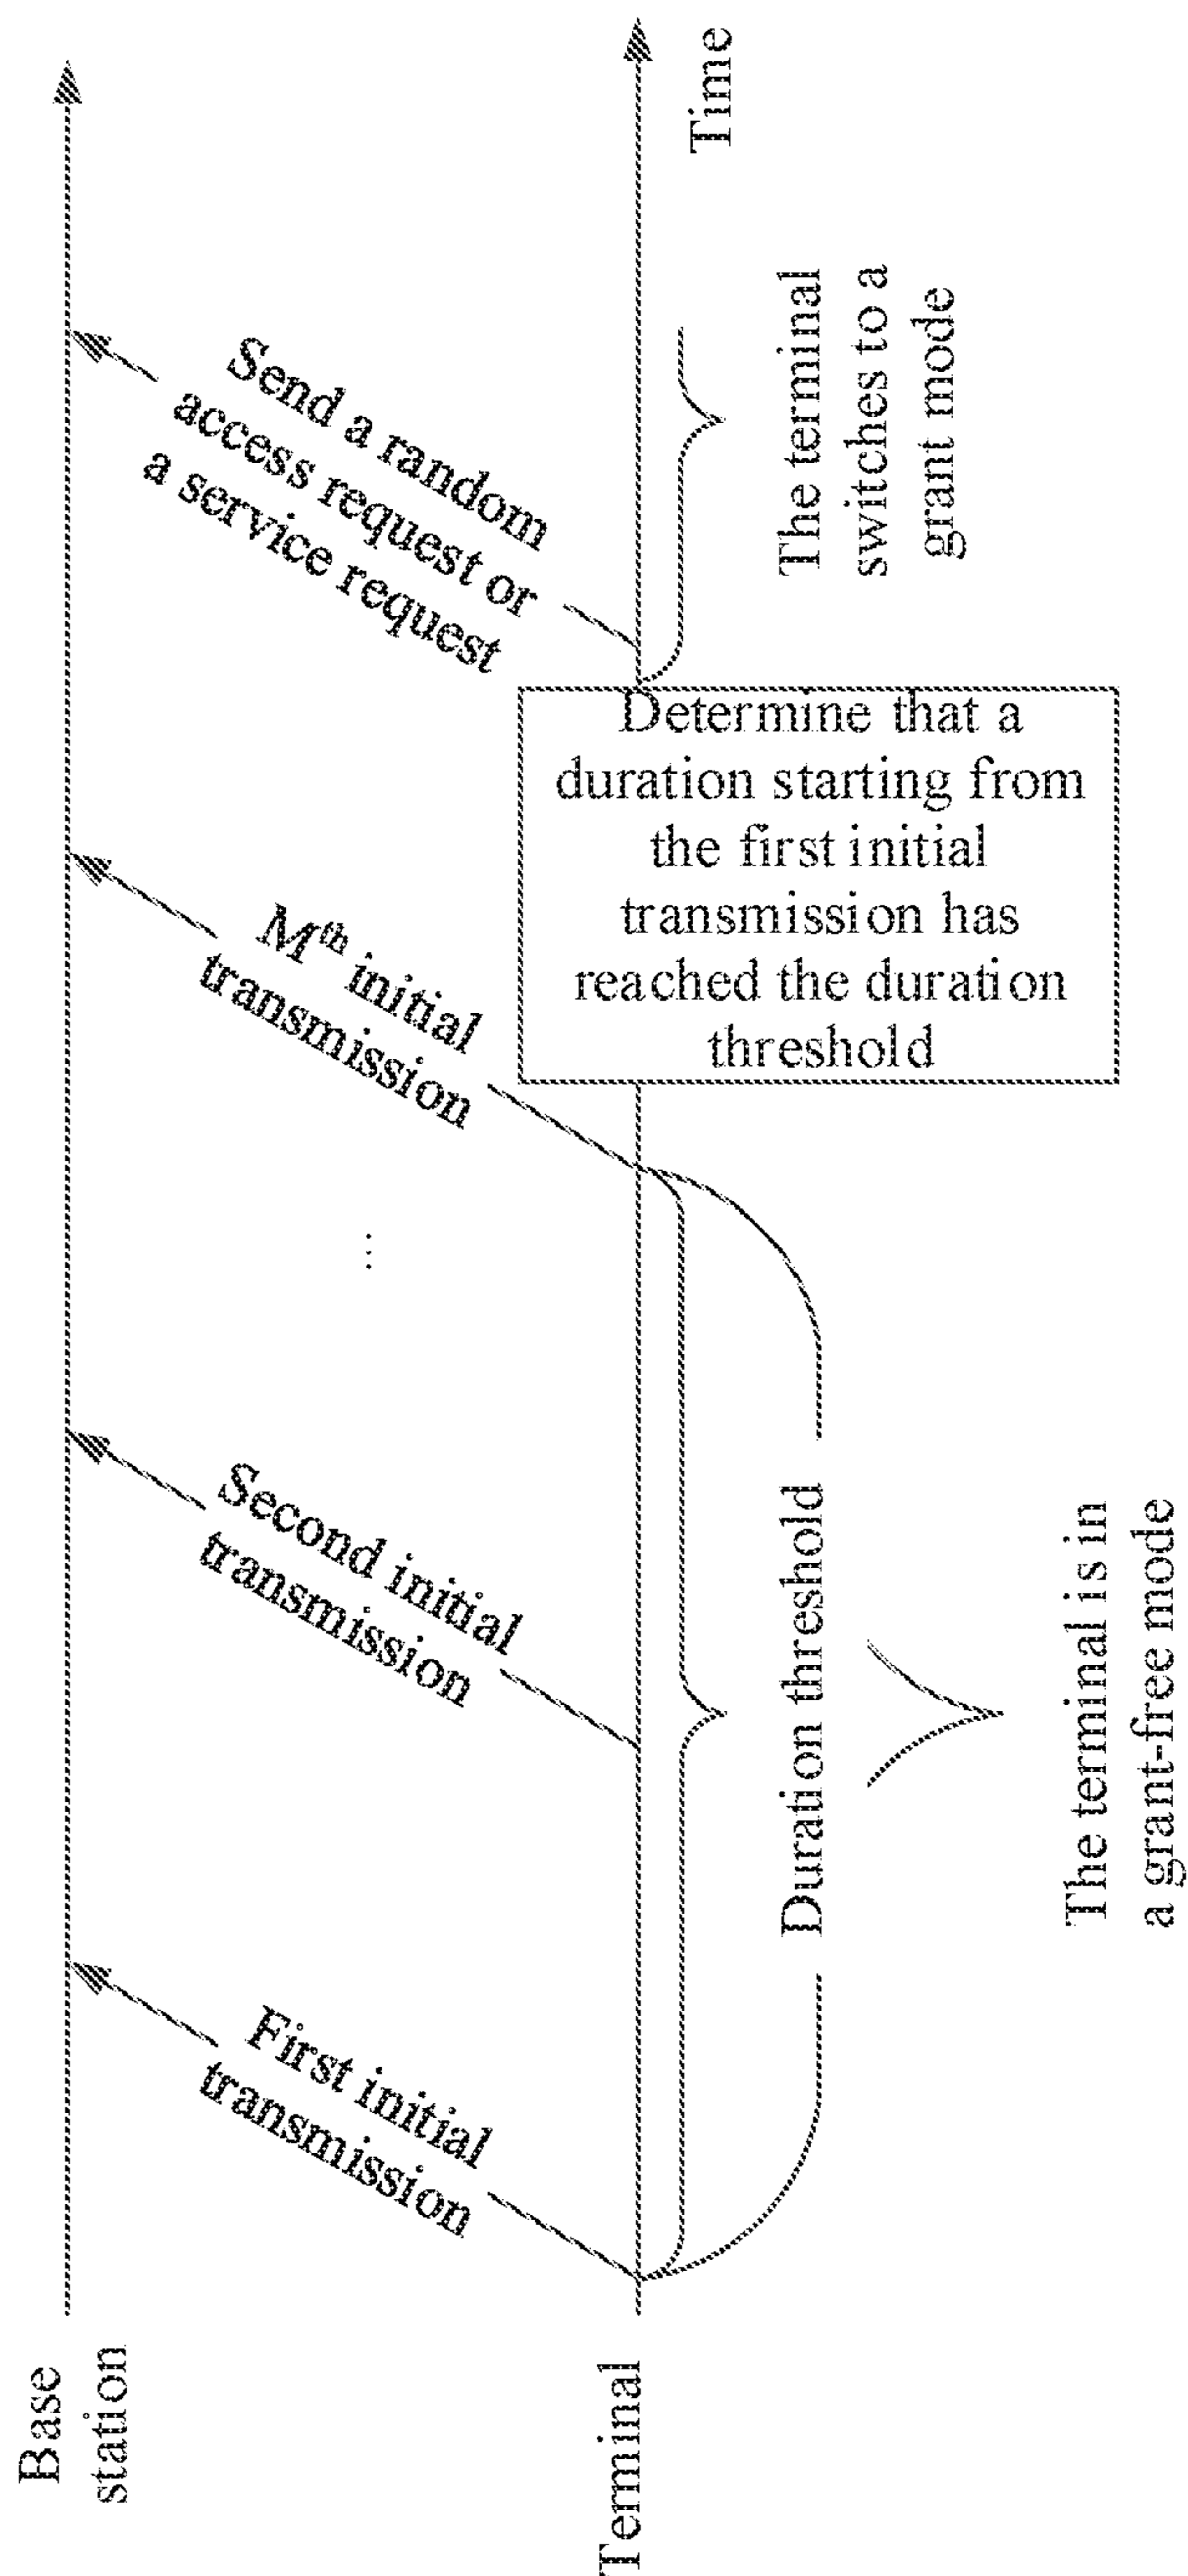 Base
station
Terminal
First initial
transmission
Second initial
transmission
...
Mᵗʰ initial
transmission
Send a random
access request or
a service request
Determine that a
duration starting from
the first initial
transmission has
reached the duration
threshold
Time
Duration threshold
The terminal is in
a grant-free mode
The terminal
switches to a
grant mode